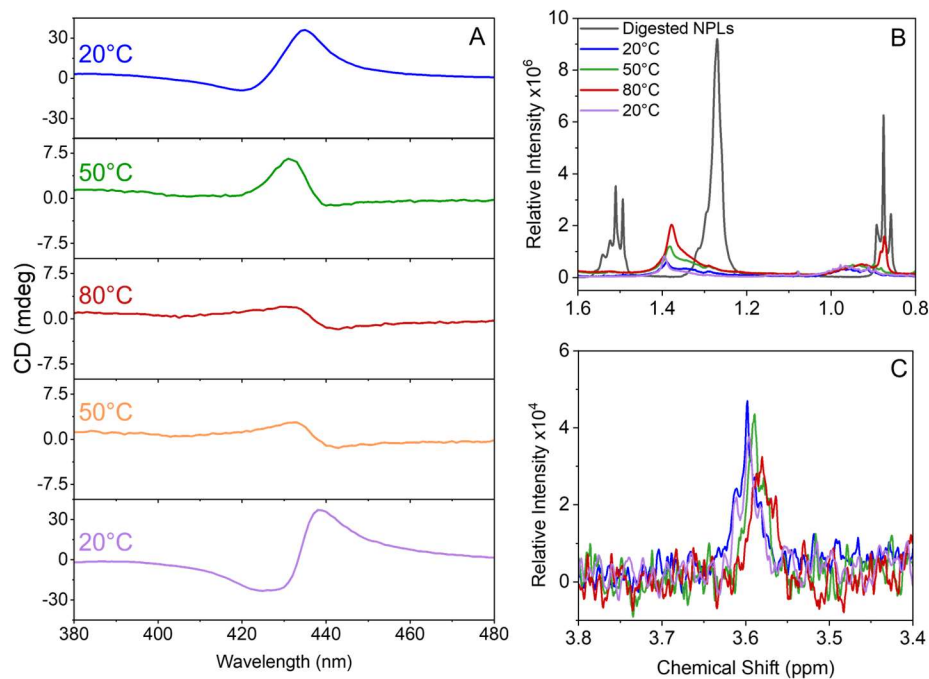 A
20°C
30
0
-30
50°C
7.5
0.0
-7.5
80°C
7.5
0.0
-7.5
50°C
7.5
0.0
-7.5
20°C
30
0
-30
380 400 420 440 460 480
Wavelength (nm)
CD (mdeg)
B
Digested NPLs
20°C
50°C
80°C
20°C
10
8
6
4
2
0
1.6 1.4 1.2 1.0 0.8
Relative Intensity x10⁶
C
6
4
2
0
3.8 3.7 3.6 3.5 3.4
Relative Intensity x10⁴
Chemical Shift (ppm)